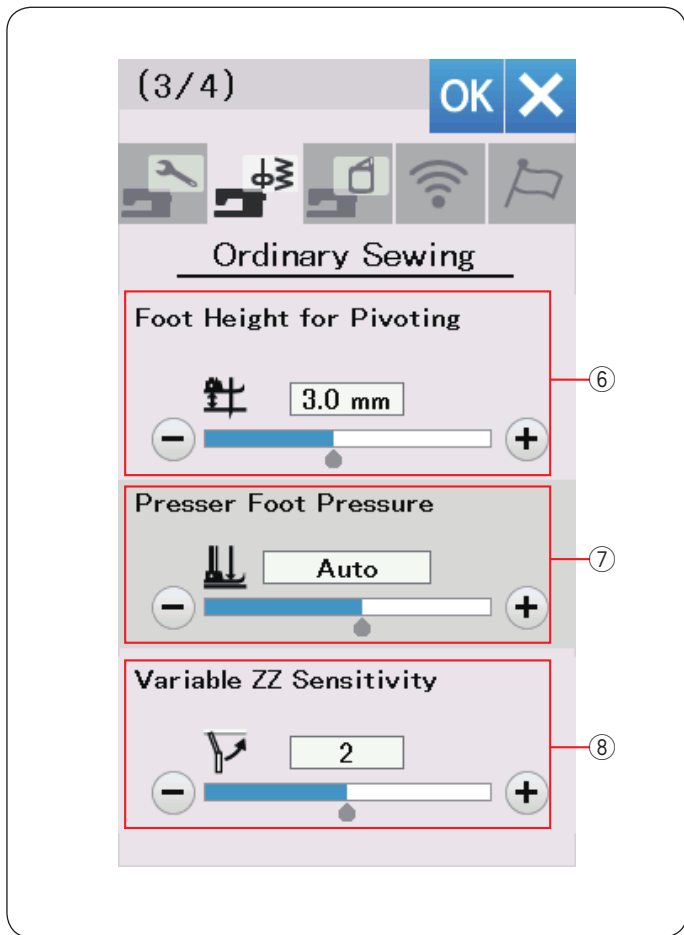 (3/4)
OK
Ordinary Sewing
Foot Height for Pivoting
3.0 mm
⑥
Presser Foot Pressure
Auto
⑦
Variable ZZ Sensitivity
2
⑧